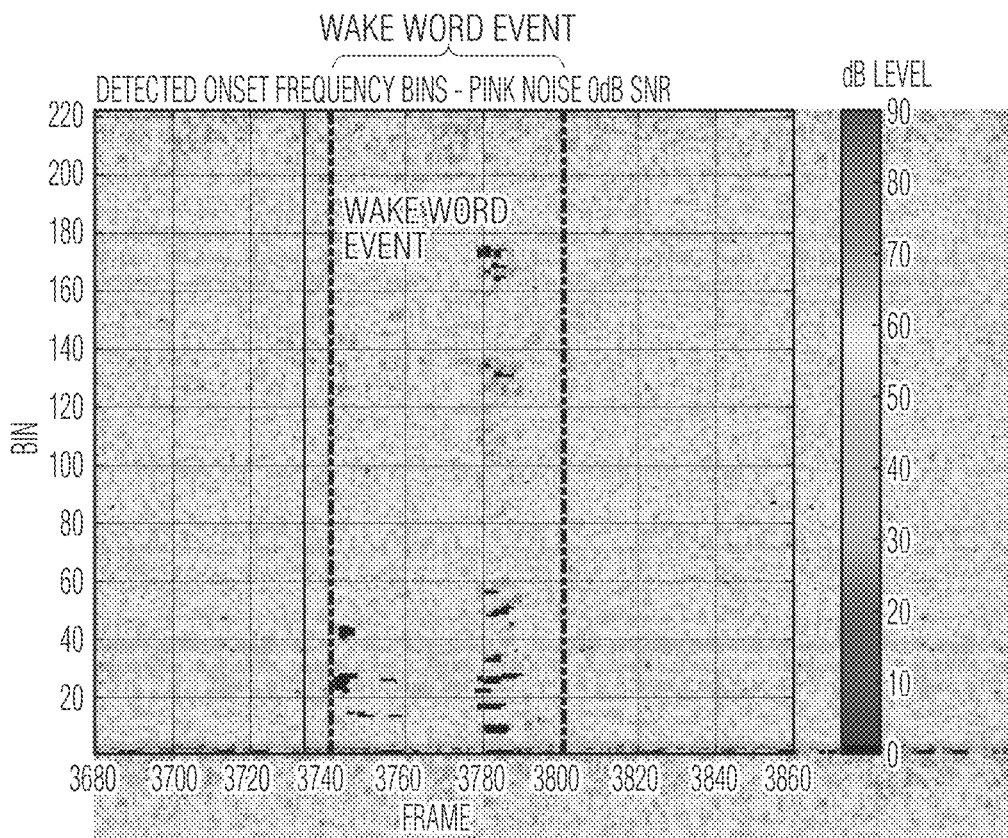 WAKE WORD EVENT
DETECTED ONSET FREQUENCY BINS - PINK NOISE 0dB SNR
dB LEVEL
220
200
180
160
140
120
100
80
60
40
20
BIN
WAKE WORD
EVENT
90
80
70
60
50
40
30
20
10
0
3680 3700 3720 3740 3760 3780 3800 3820 3840 3860
FRAME